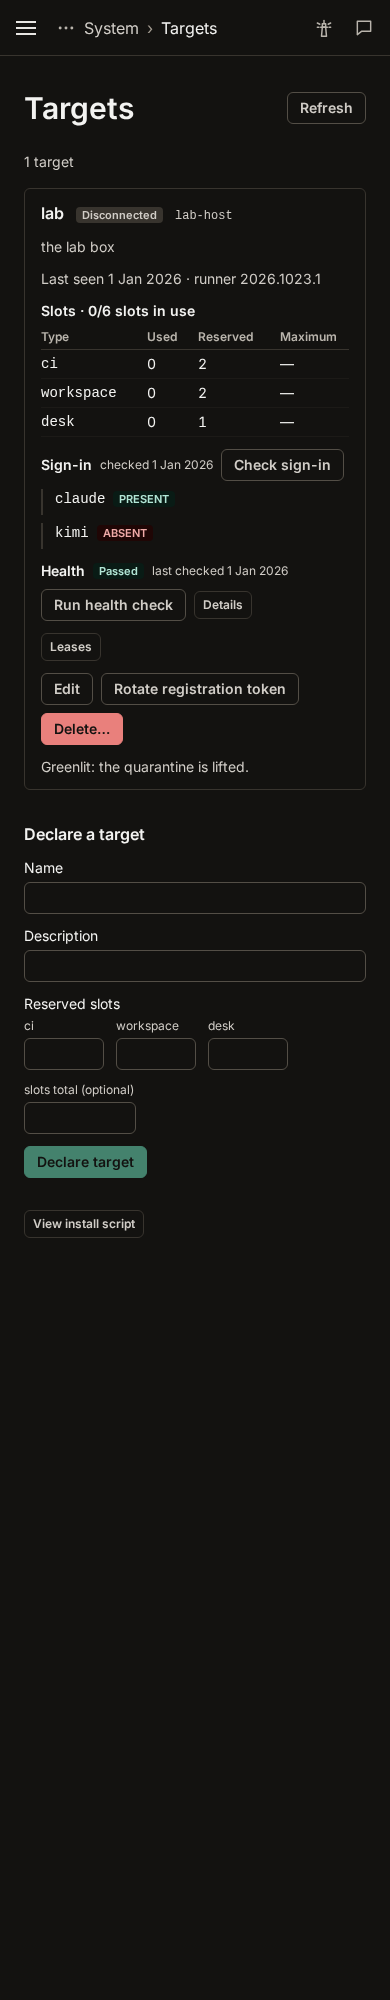 ··· System › Targets
Targets
Refresh
1 target
lab Disconnected lab-host
the lab box
Last seen 1 Jan 2026 · runner 2026.1023.1
Slots · 0/6 slots in use
Type Used Reserved Maximum
ci 0 2 —
workspace 0 2 —
desk 0 1 —
Sign-in checked 1 Jan 2026 Check sign-in
claude PRESENT
kimi ABSENT
Health Passed last checked 1 Jan 2026
Run health check Details
Leases
Edit Rotate registration token
Delete...
Greenlit: the quarantine is lifted.
Declare a target
Name
Description
Reserved slots
ci workspace desk
slots total (optional)
Declare target
View install script